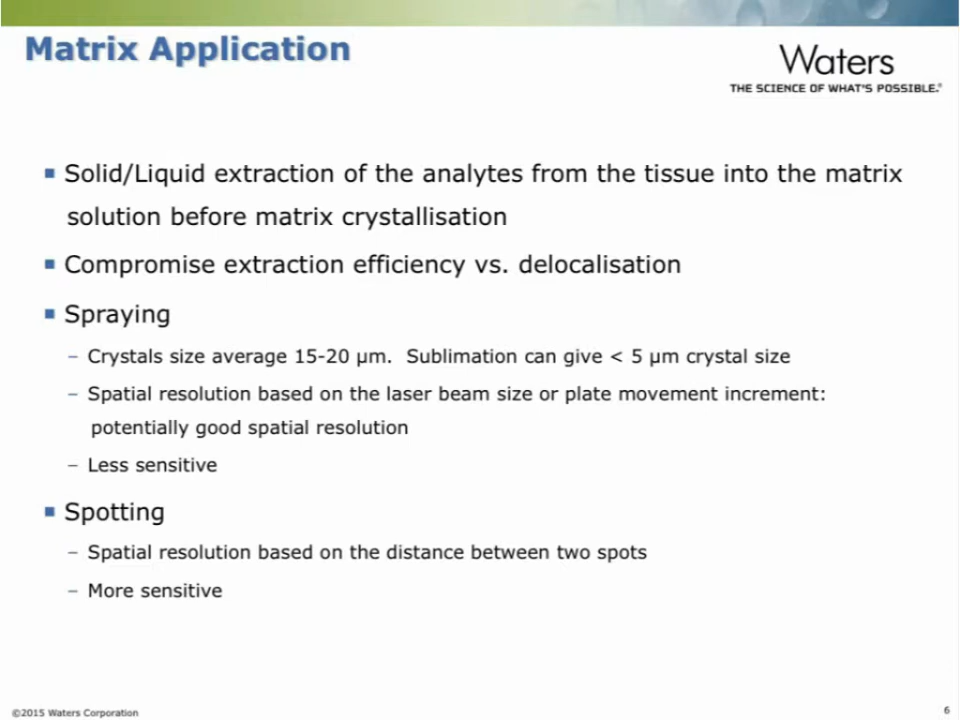 Matrix Application
Waters
THE SCIENCE OF WHAT'S POSSIBLE.®
▪ Solid/Liquid extraction of the analytes from the tissue into the matrix
solution before matrix crystallisation
▪ Compromise extraction efficiency vs. delocalisation
▪ Spraying
– Crystals size average 15-20 µm. Sublimation can give < 5 µm crystal size
– Spatial resolution based on the laser beam size or plate movement increment:
potentially good spatial resolution
– Less sensitive
▪ Spotting
– Spatial resolution based on the distance between two spots
– More sensitive
©2015 Waters Corporation
6